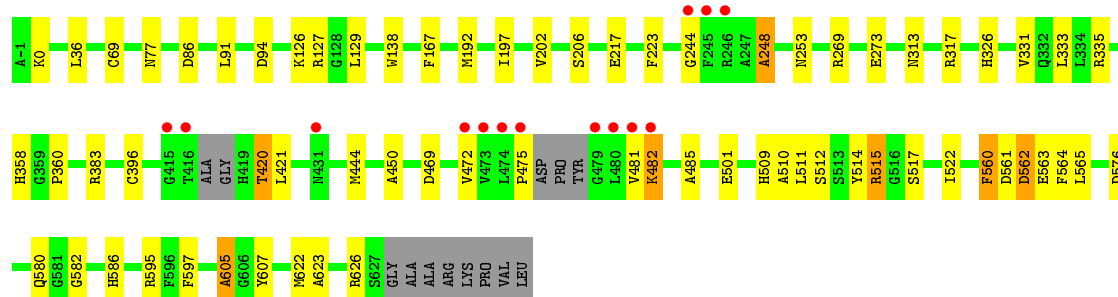 A-1 K0 L36 C69 N77 D86 L91 D94 K126 R127 G128 L129 W138 F167 M192 I197 V202 S206 E217 F223 G244 F245 R246 A247 A248 N253 R269 E273 N313 R317 H326 V331 Q332 L333 L334 R335
H358 G359 P360 R383 C396 G415 T416 ALA GLY H419 T420 L421 N431 M444 A450 D469 V472 V473 L474 P475 ASP PRO TYR G479 L480 V481 K482 A485 E501 H509 A510 L511 S512 S513 Y514 R515 G516 S517 I522 F560 D561 D562 E563 F564 L565 D576
Q580 G581 G582 H586 R595 F596 F597 A605 G606 Y607 M622 A623 R626 S627 GLY ALA ALA ARG LYS PRO VAL LEU